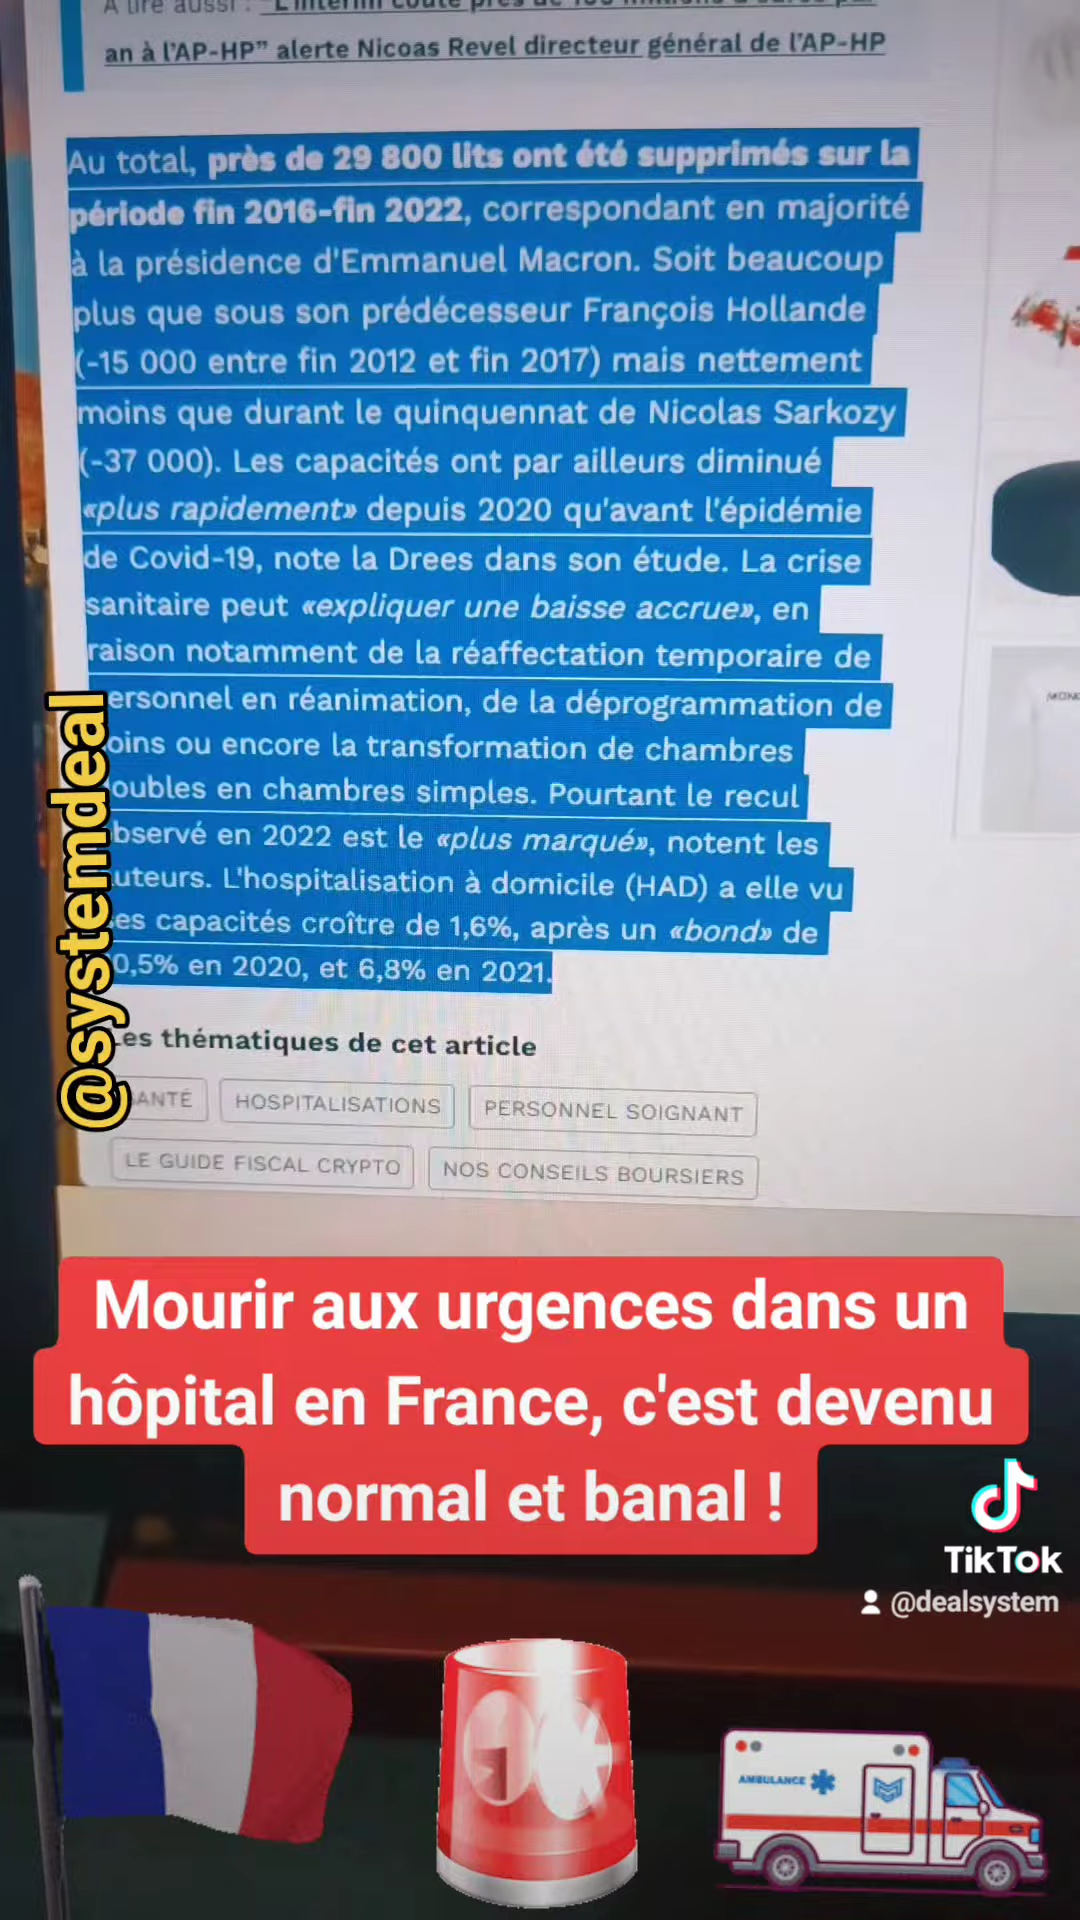 A lire aussi : "L'intérim coûte près de
an à l'AP-HP” alerte Nicoas Revel directeur général de l'AP-HP
Au total, près de 29 800 lits ont été supprimés sur la
période fin 2016-fin 2022, correspondant en majorité
à la présidence d'Emmanuel Macron. Soit beaucoup
plus que sous son prédécesseur François Hollande
(-15 000 entre fin 2012 et fin 2017) mais nettement
moins que durant le quinquennat de Nicolas Sarkozy
(-37 000). Les capacités ont par ailleurs diminué
«plus rapidement» depuis 2020 qu'avant l'épidémie
de Covid-19, note la Drees dans son étude. La crise
sanitaire peut «expliquer une baisse accrue», en
raison notamment de la réaffectation temporaire de
ersonnel en réanimation, de la déprogrammation de
oins ou encore la transformation de chambres
oubles en chambres simples. Pourtant le recul
bservé en 2022 est le «plus marqué», notent les
uteurs. L'hospitalisation à domicile (HAD) a elle vu
es capacités croître de 1,6%, après un «bond» de
0,5% en 2020, et 6,8% en 2021.
@systemdeal
Les thématiques de cet article
ANTÉ
HOSPITALISATIONS
PERSONNEL SOIGNANT
LE GUIDE FISCAL CRYPTO
NOS CONSEILS BOURSIERS
Mourir aux urgences dans un
hôpital en France, c'est devenu
normal et banal !
TikTok
@dealsystem
AMBULANCE